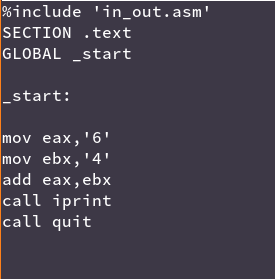 %include 'in_out.asm'
SECTION .text
GLOBAL _start
_start:
mov eax,'6'
mov ebx,'4'
add eax,ebx
call iprint
call quit